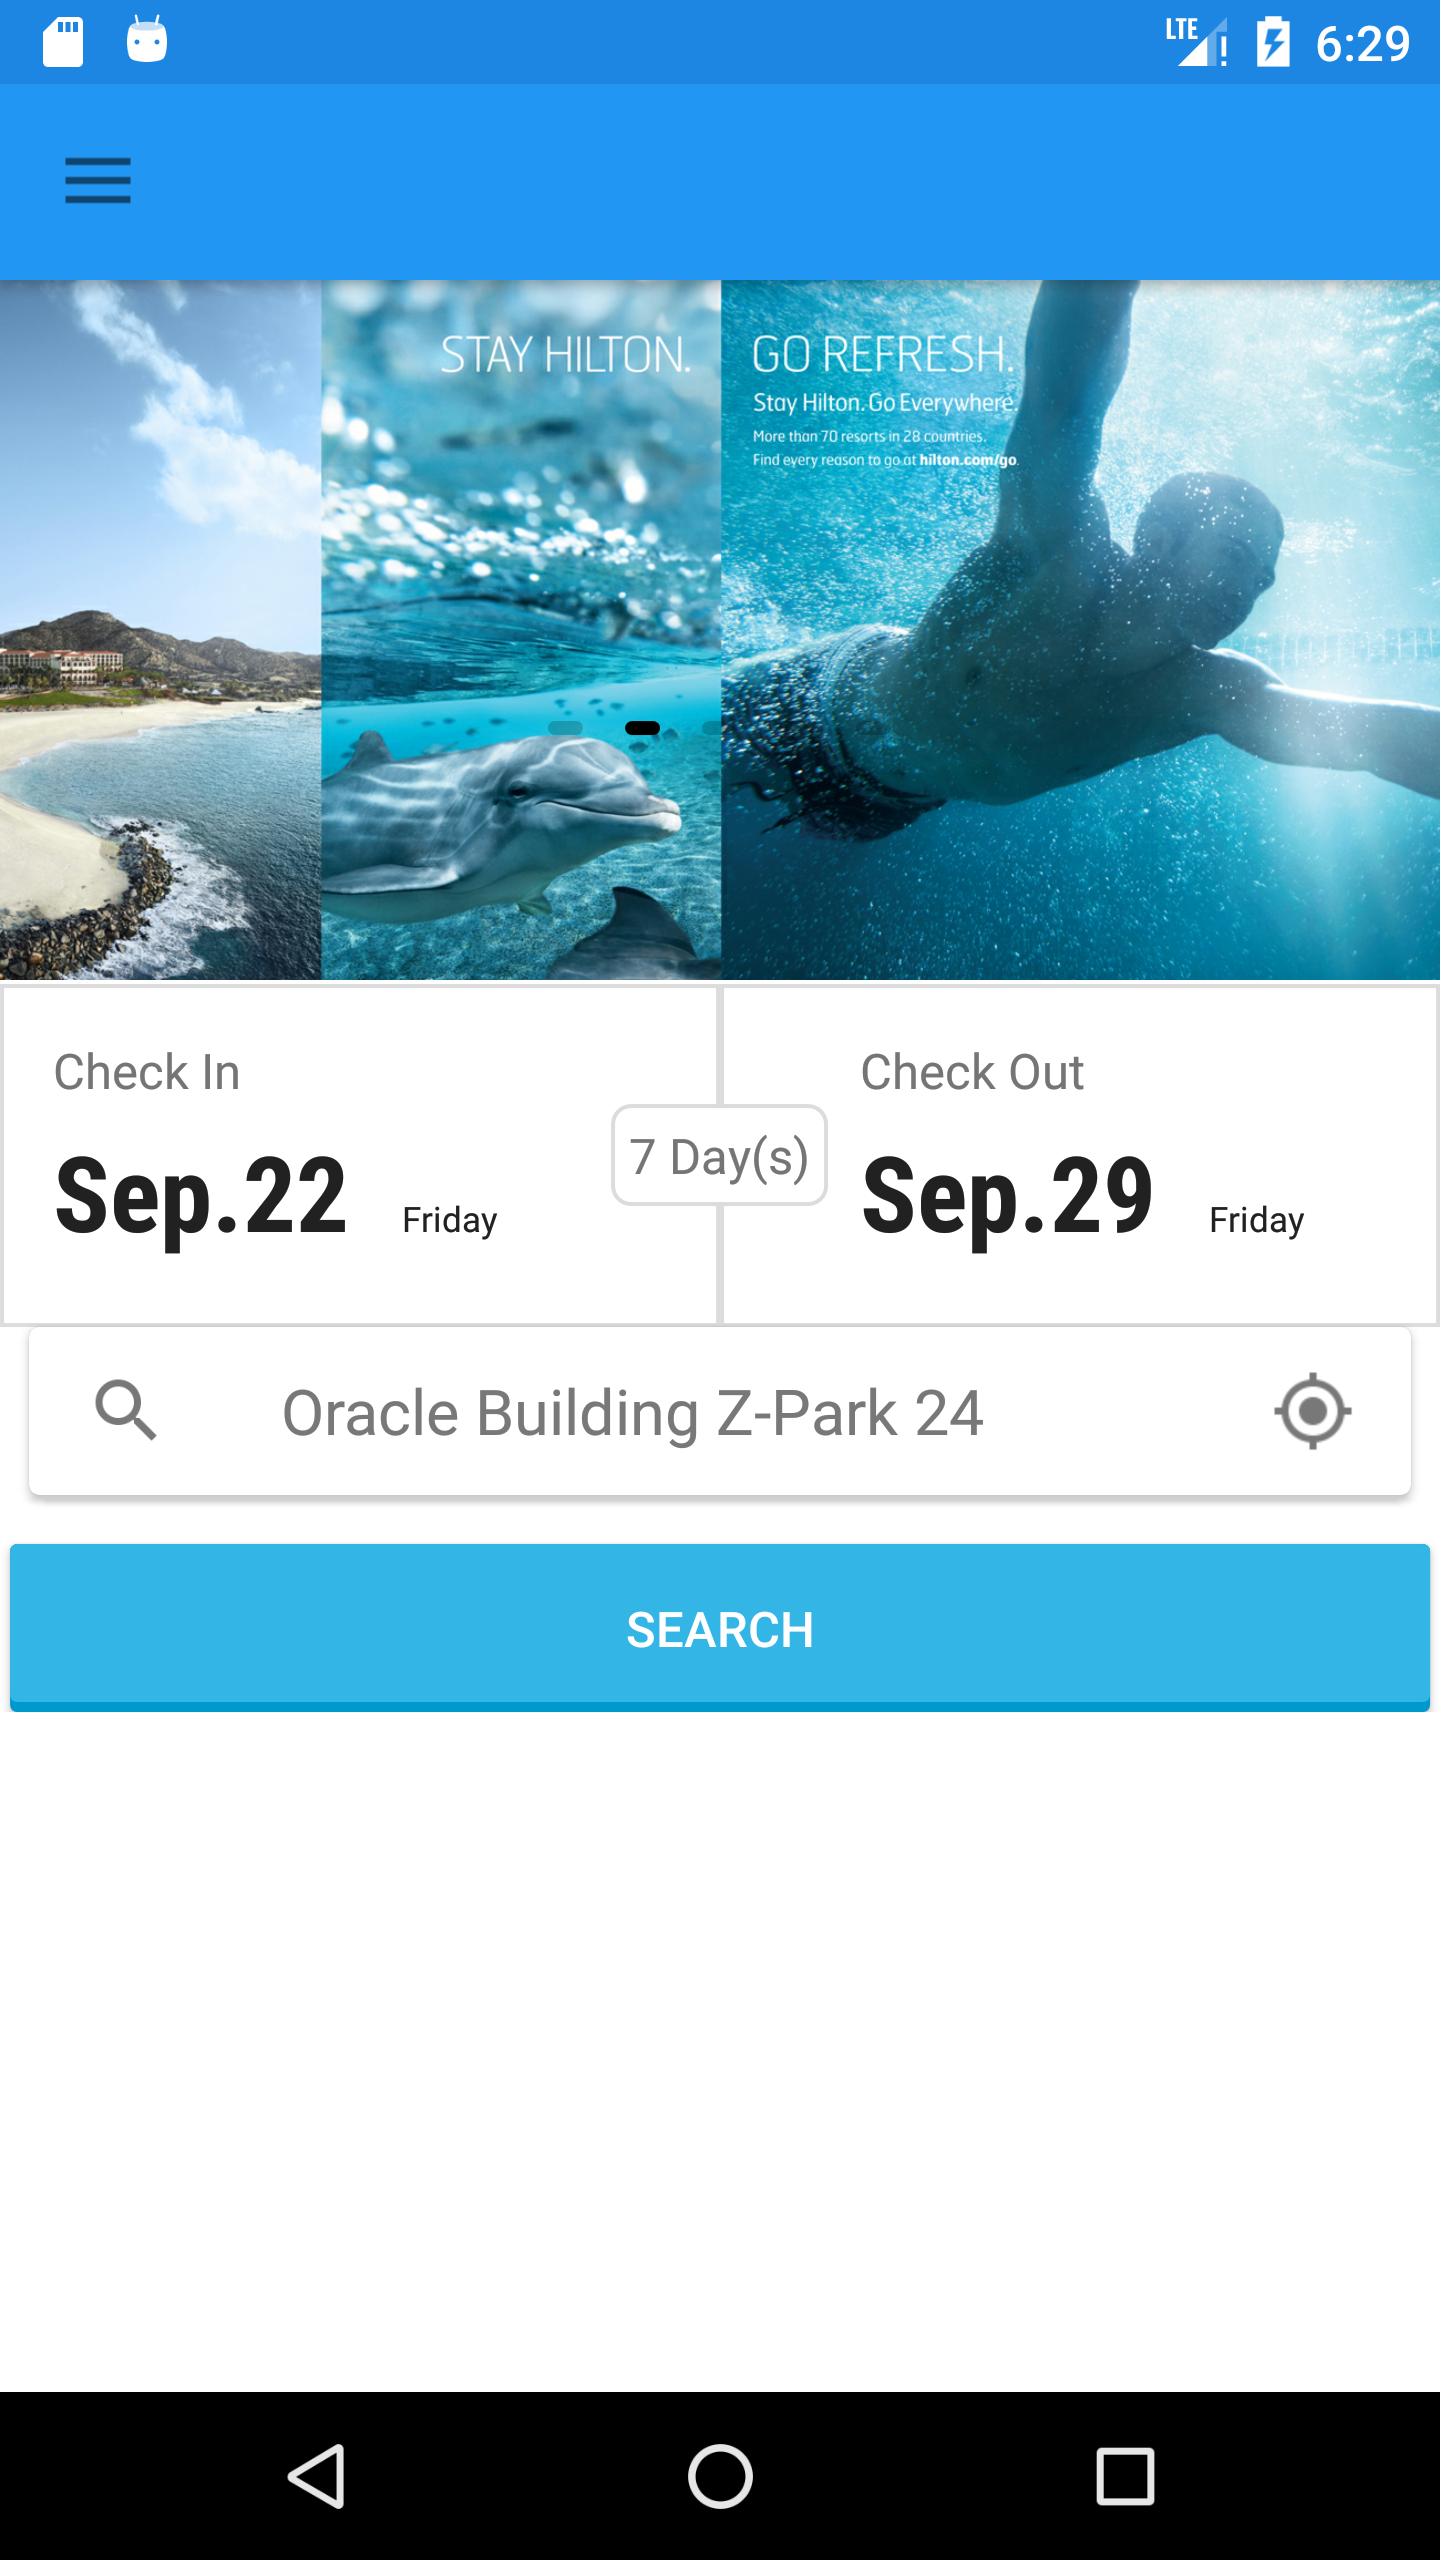 LTE 6:29
STAY HILTON.
GO REFRESH.
Stay Hilton. Go Everywhere.
More than 70 resorts in 28 countries.
Find every reason to go at hilton.com/go.
Check In
Check Out
7 Day(s)
Sep.22 Friday
Sep.29 Friday
Oracle Building Z-Park 24
SEARCH